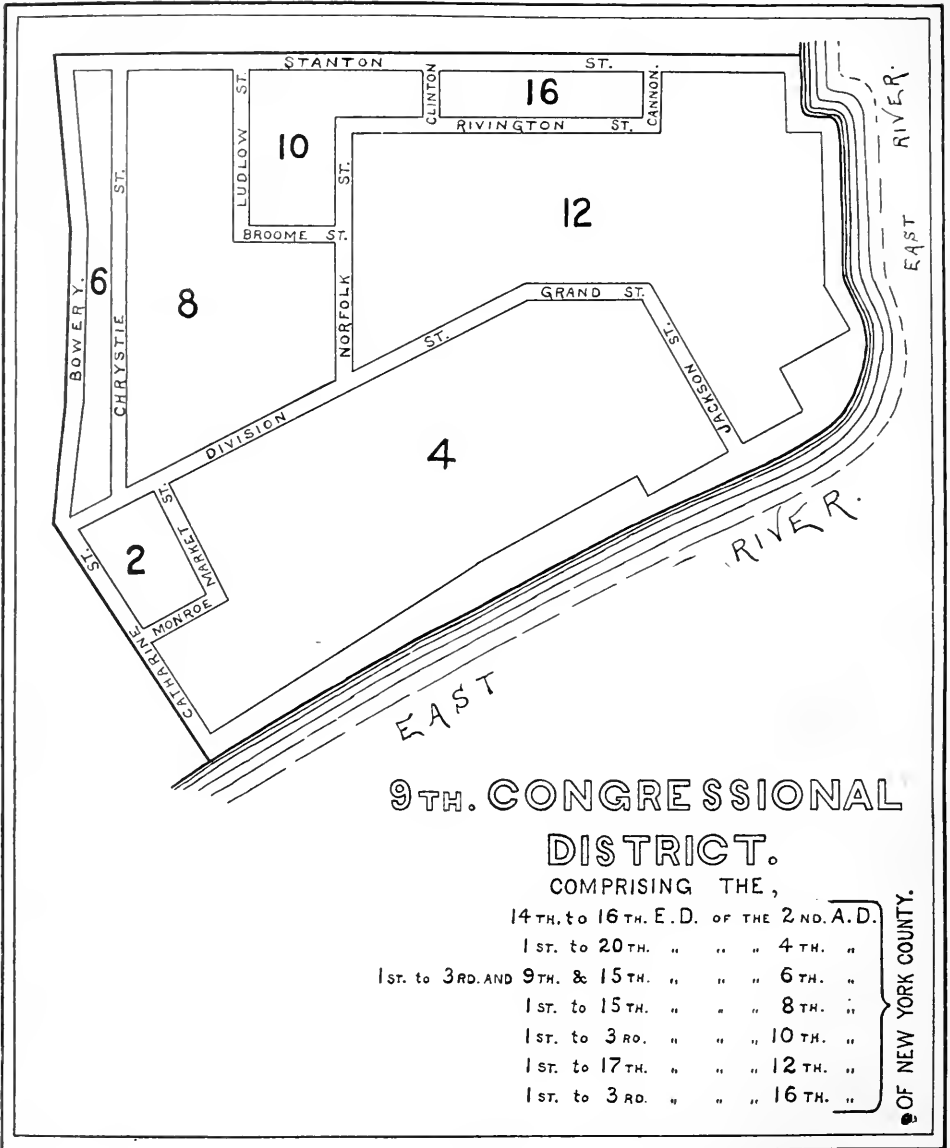 STANTON ST.
CLINTON
CANNON.
16
RIVINGTON ST.
LUDLOW ST.
10
BROOME ST.
NORFOLK ST.
12
6
8
BOWERY.
CHRYSTIE ST.
GRAND ST.
JACKSON ST.
DIVISION ST.
4
2
MARKET ST.
MONROE
CATHARINE ST.
EAST RIVER.
EAST RIVER.
9TH. CONGRESSIONAL
DISTRICT.
COMPRISING THE,
14TH. to 16TH. E.D. OF THE 2ND. A.D.
1ST. to 20TH. „ „ „ 4TH. „
1ST. to 3RD. AND 9TH. & 15TH. „ „ „ 6TH. „
1ST. to 15TH. „ „ „ 8TH. „
1ST. to 3RD. „ „ „ 10TH. „
1ST. to 17TH. „ „ „ 12TH. „
1ST. to 3RD. „ „ „ 16TH. „
OF NEW YORK COUNTY.